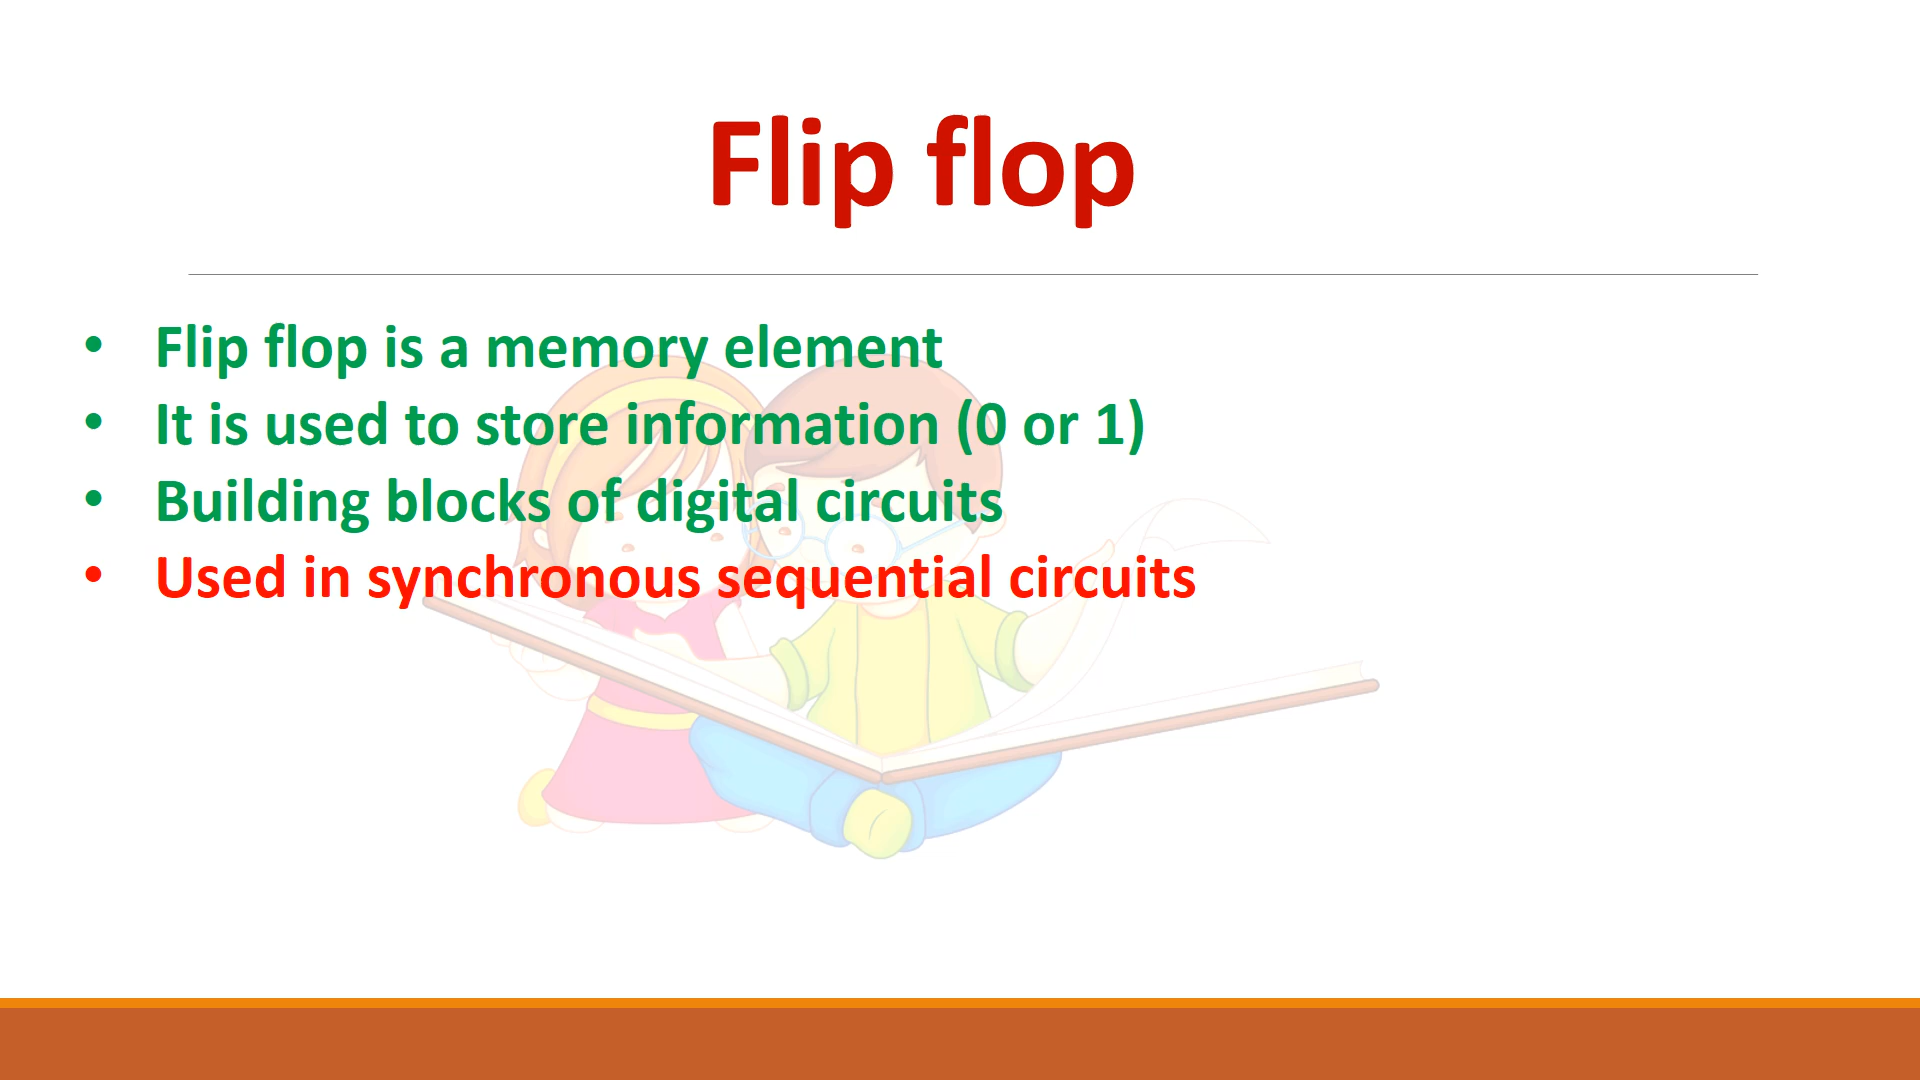 Flip flop
• Flip flop is a memory element
• It is used to store information (0 or 1)
• Building blocks of digital circuits
• Used in synchronous sequential circuits